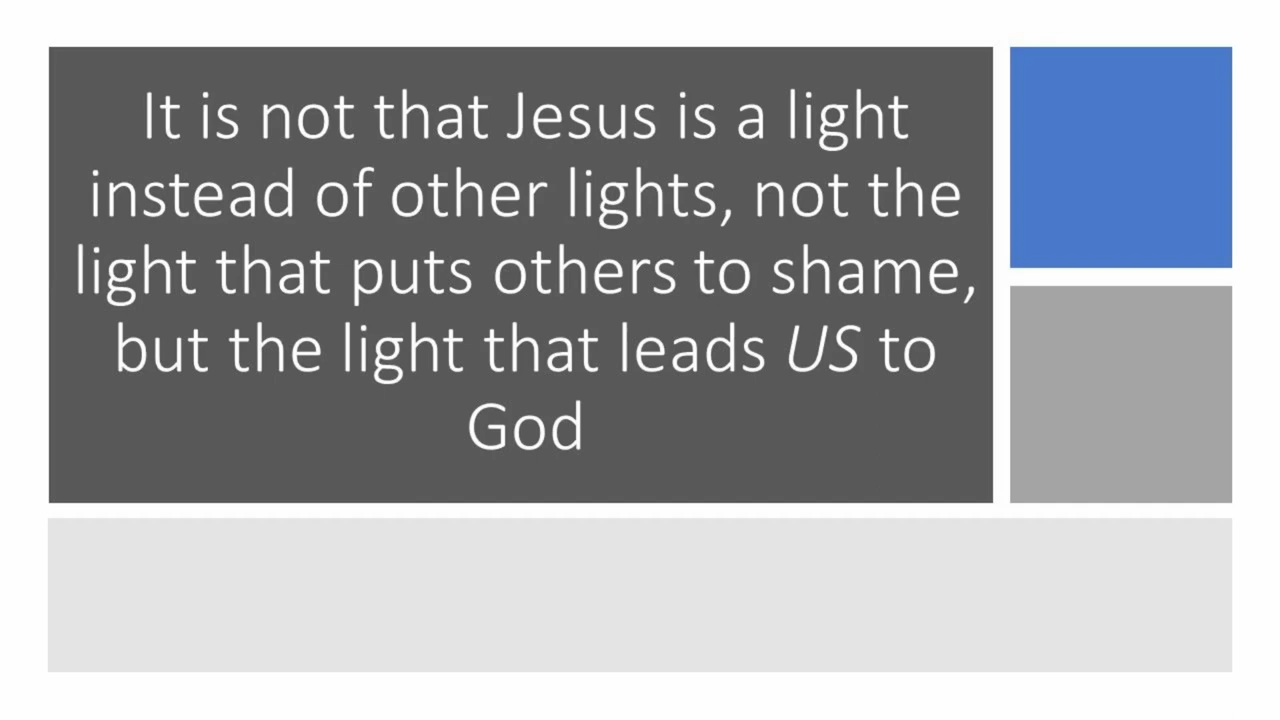 It is not that Jesus is a light
instead of other lights, not the
light that puts others to shame,
but the light that leads US to
God